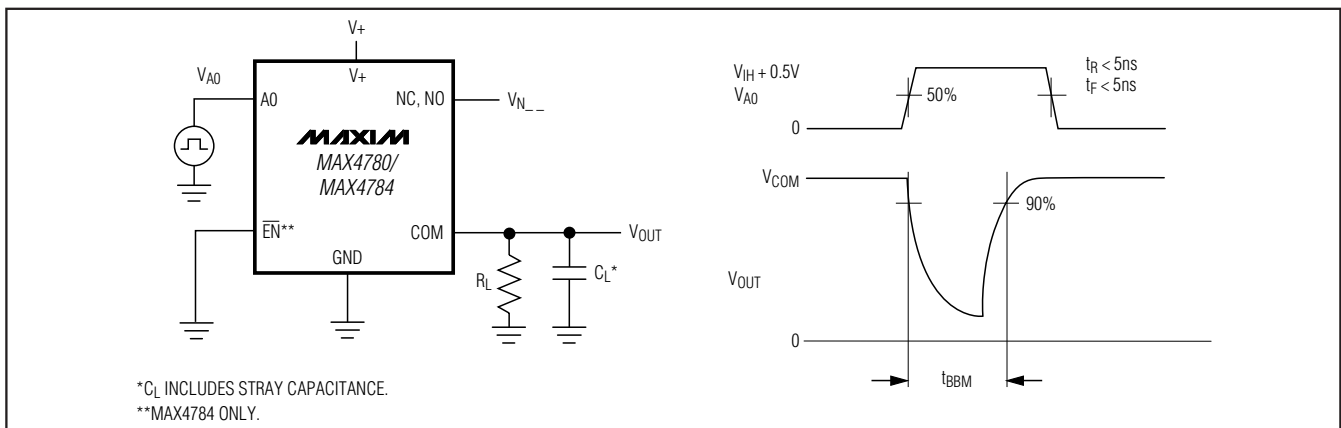 V+
V_A0
V+
A0
NC, NO
V_N_ _
MAXIM
MAX4780/
MAX4784
EN**
COM
V_OUT
GND
R_L
C_L*
*C_L INCLUDES STRAY CAPACITANCE.
**MAX4784 ONLY.
V_IH + 0.5V
V_A0
50%
t_R < 5ns
t_F < 5ns
0
V_COM
90%
V_OUT
0
t_BBM